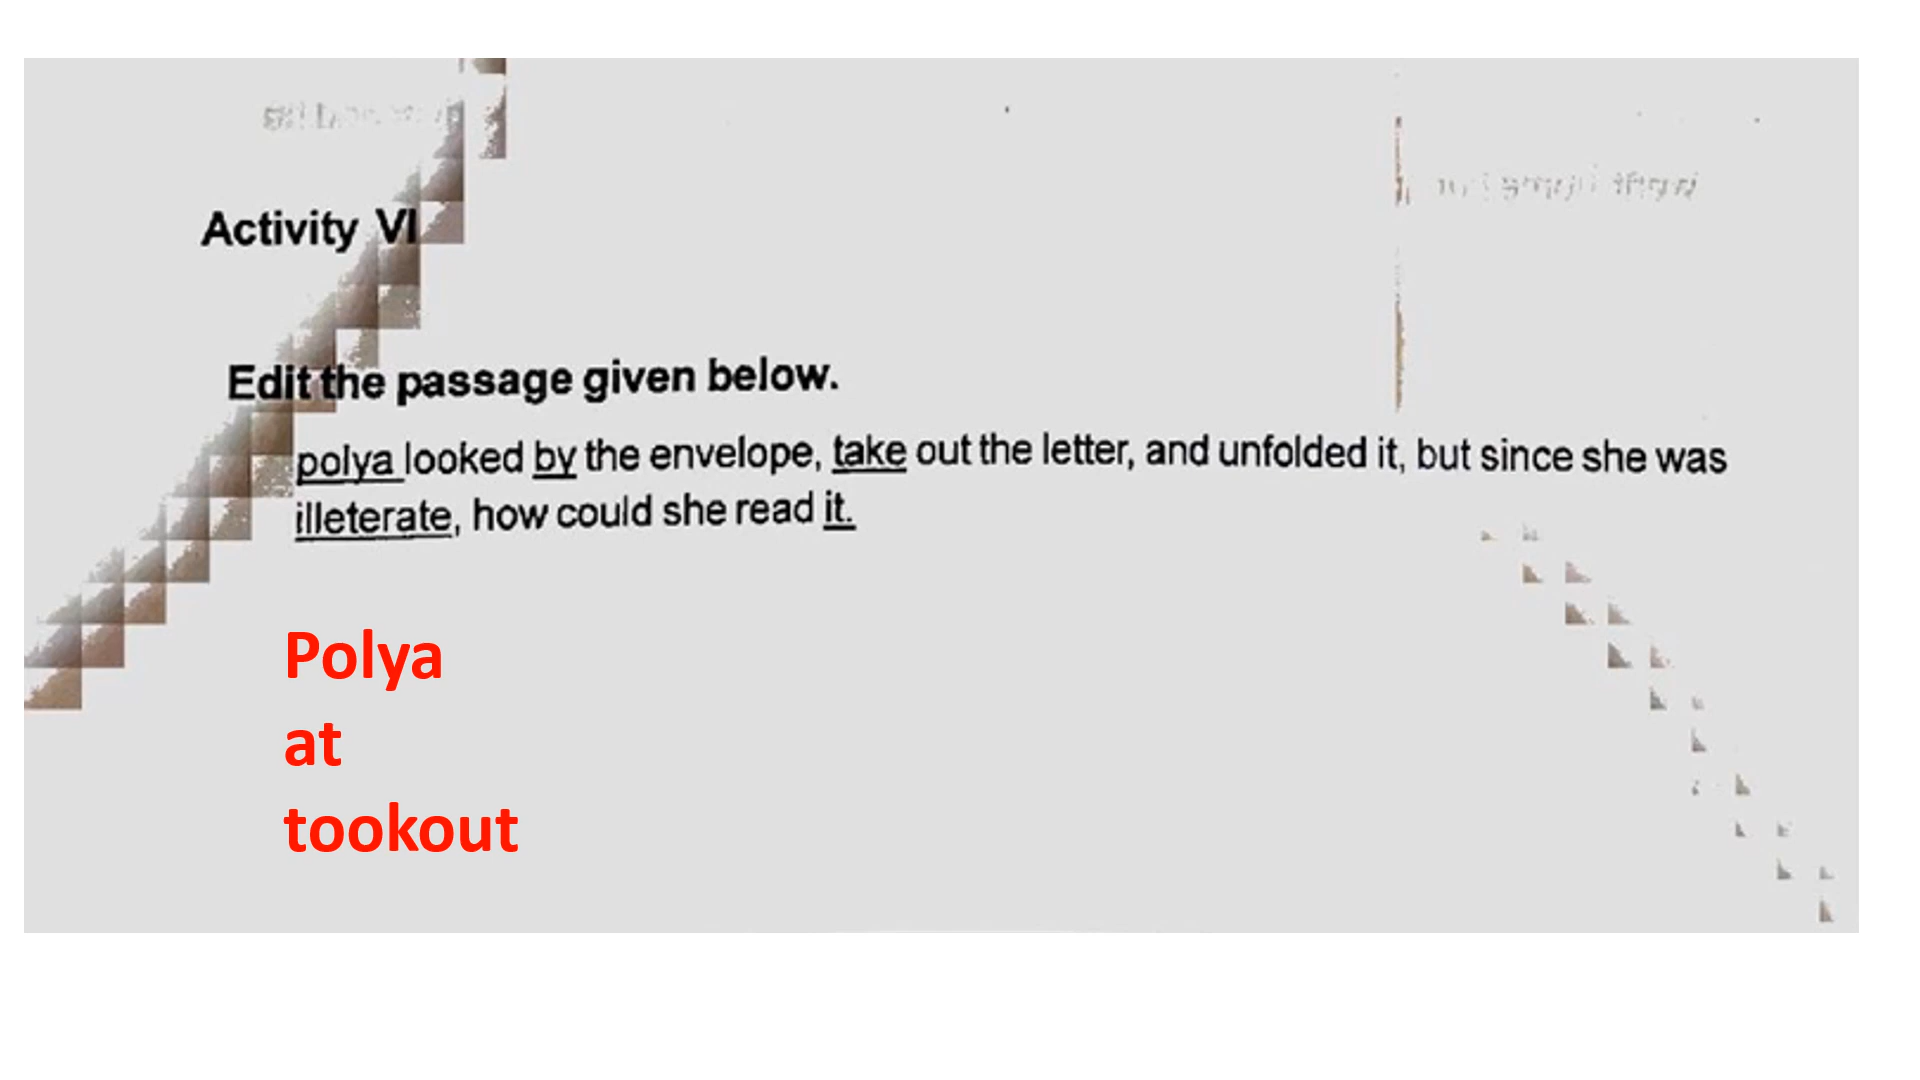 Activity VI
Edit the passage given below.
polya looked by the envelope, take out the letter, and unfolded it, but since she was
illeterate, how could she read it.
Polya
at
tookout